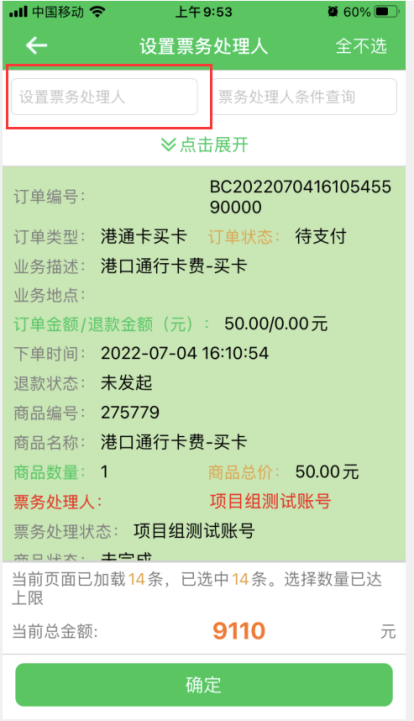 中国移动 上午9:53 60%
设置票务处理人 全不选
设置票务处理人 票务处理人条件查询
点击展开
订单编号: BC2022070416105455
90000
订单类型: 港通卡买卡 订单状态: 待支付
业务描述: 港口通行卡费-买卡
业务地点:
订单金额/退款金额（元）: 50.00/0.00元
下单时间: 2022-07-04 16:10:54
退款状态: 未发起
商品编号: 275779
商品名称: 港口通行卡费-买卡
商品数量: 1 商品总价: 50.00元
票务处理人: 项目组测试账号
票务处理状态: 项目组测试账号
商品状态: 未完成
当前页面已加载14条，已选中14条。选择数量已达
上限
当前总金额: 9110 元
确定